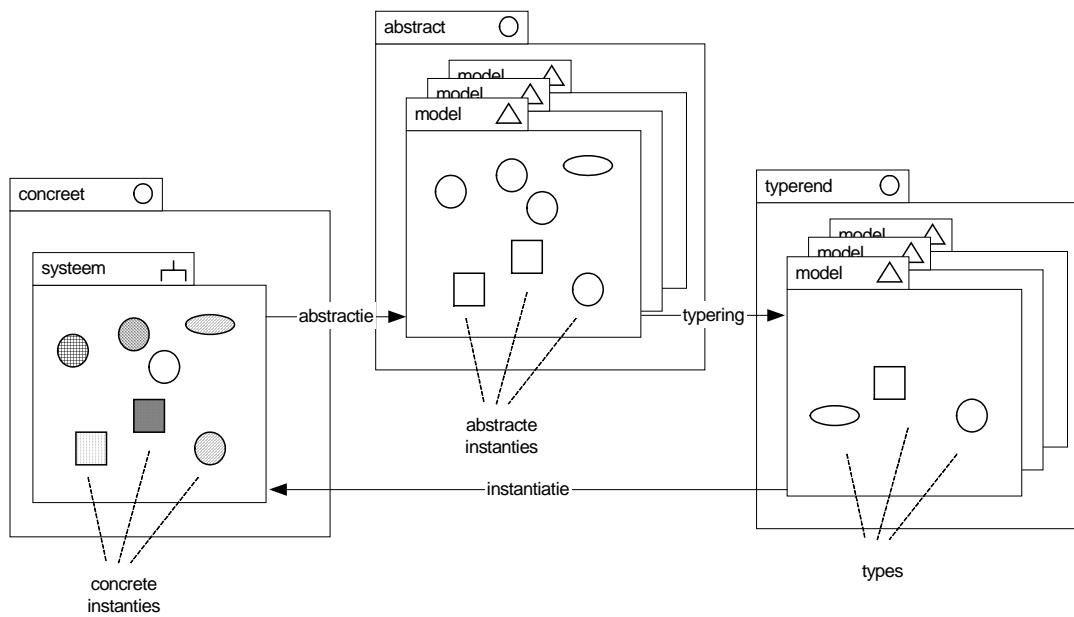 abstract
model
model
model
concreet
typerend
model
model
model
systeem
abstractie
typering
abstracte
instanties
instantiatie
types
concrete
instanties